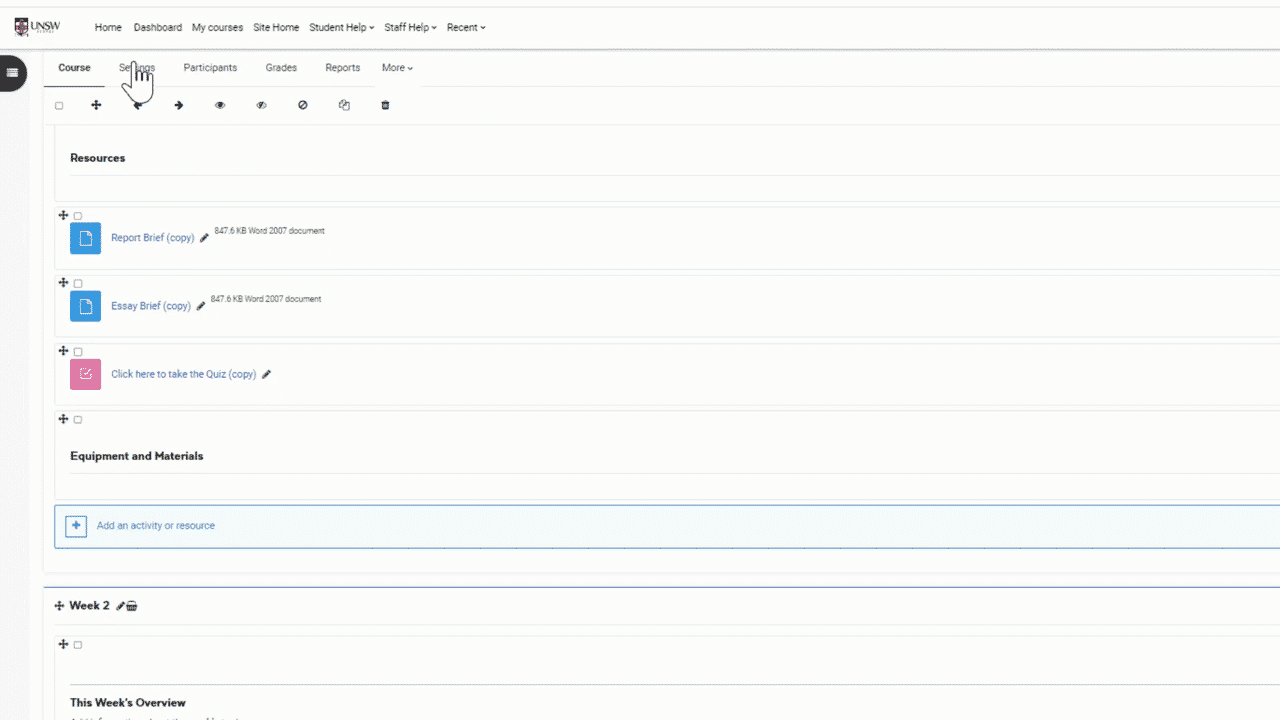 UNSW
Home Dashboard My courses Site Home Student Help Staff Help Recent
Course Settings Participants Grades Reports More
Resources
Report Brief (copy) 847.6 KB Word 2007 document
Essay Brief (copy) 847.6 KB Word 2007 document
Click here to take the Quiz (copy)
Equipment and Materials
Add an activity or resource
Week 2
This Week's Overview